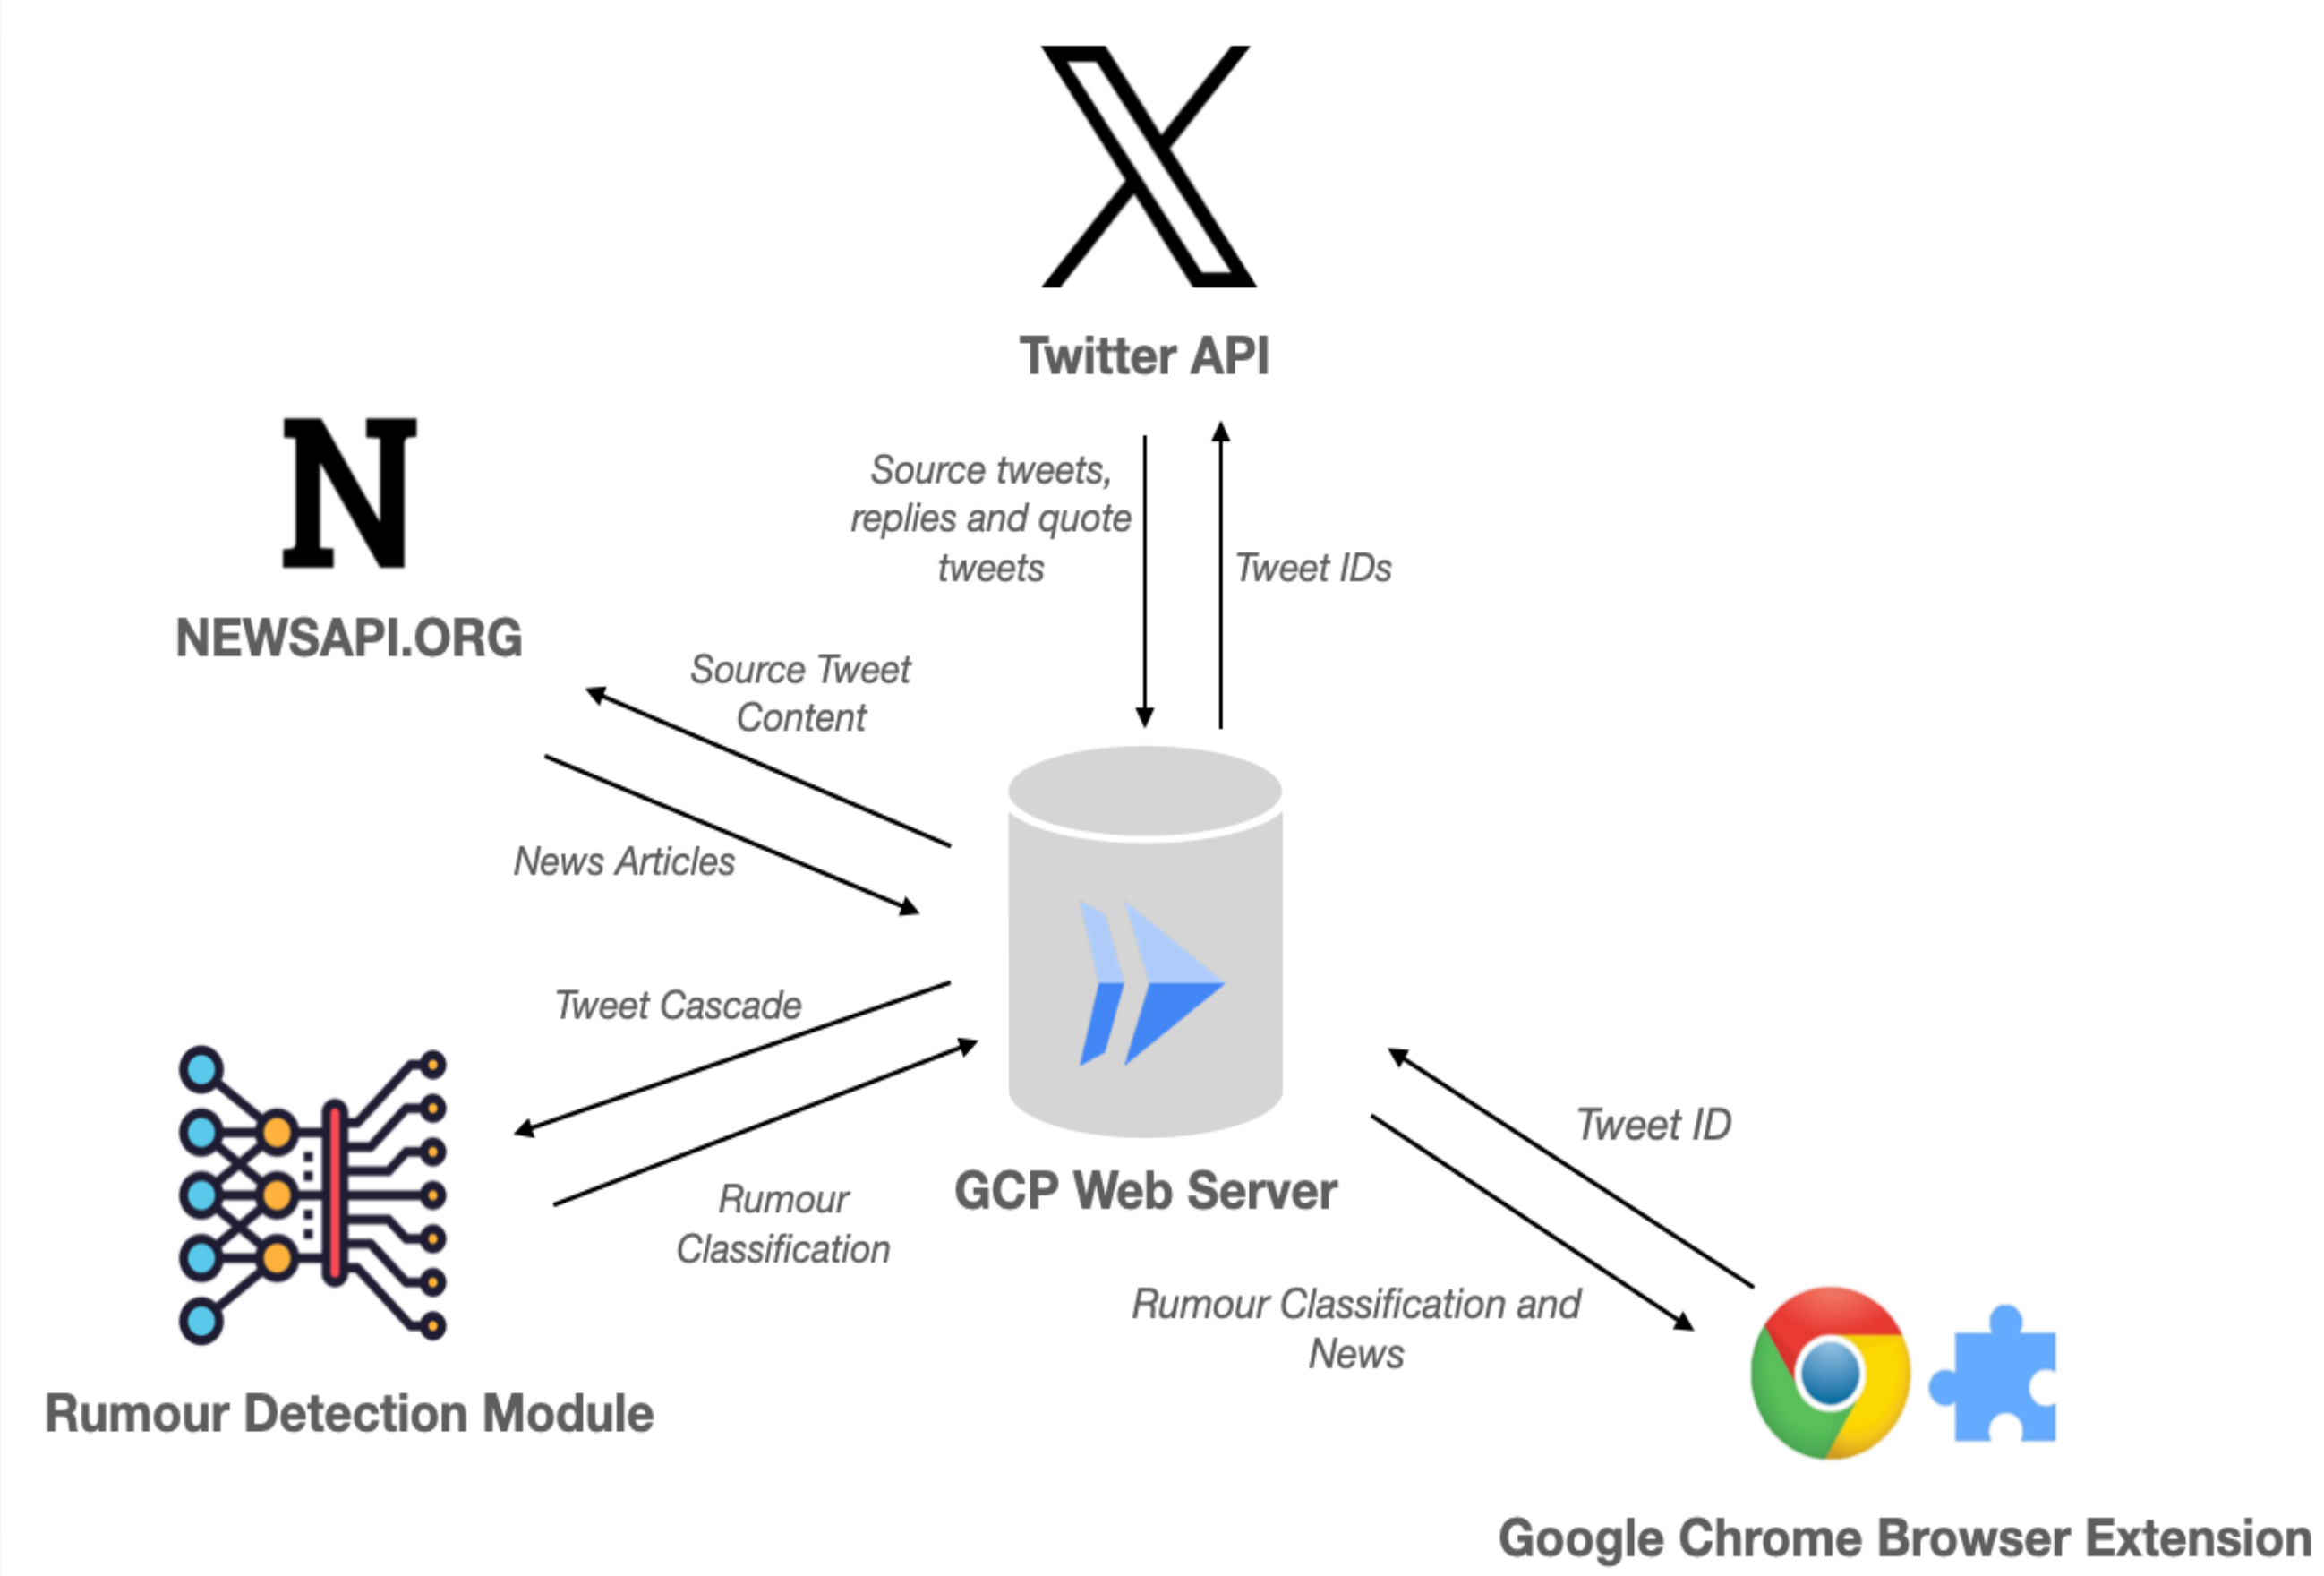 Twitter API
Source tweets,
replies and quote
tweets
Tweet IDs
N
NEWSAPI.ORG
Source Tweet
Content
News Articles
Tweet Cascade
Rumour
Classification
Rumour Detection Module
GCP Web Server
Tweet ID
Rumour Classification and
News
Google Chrome Browser Extension